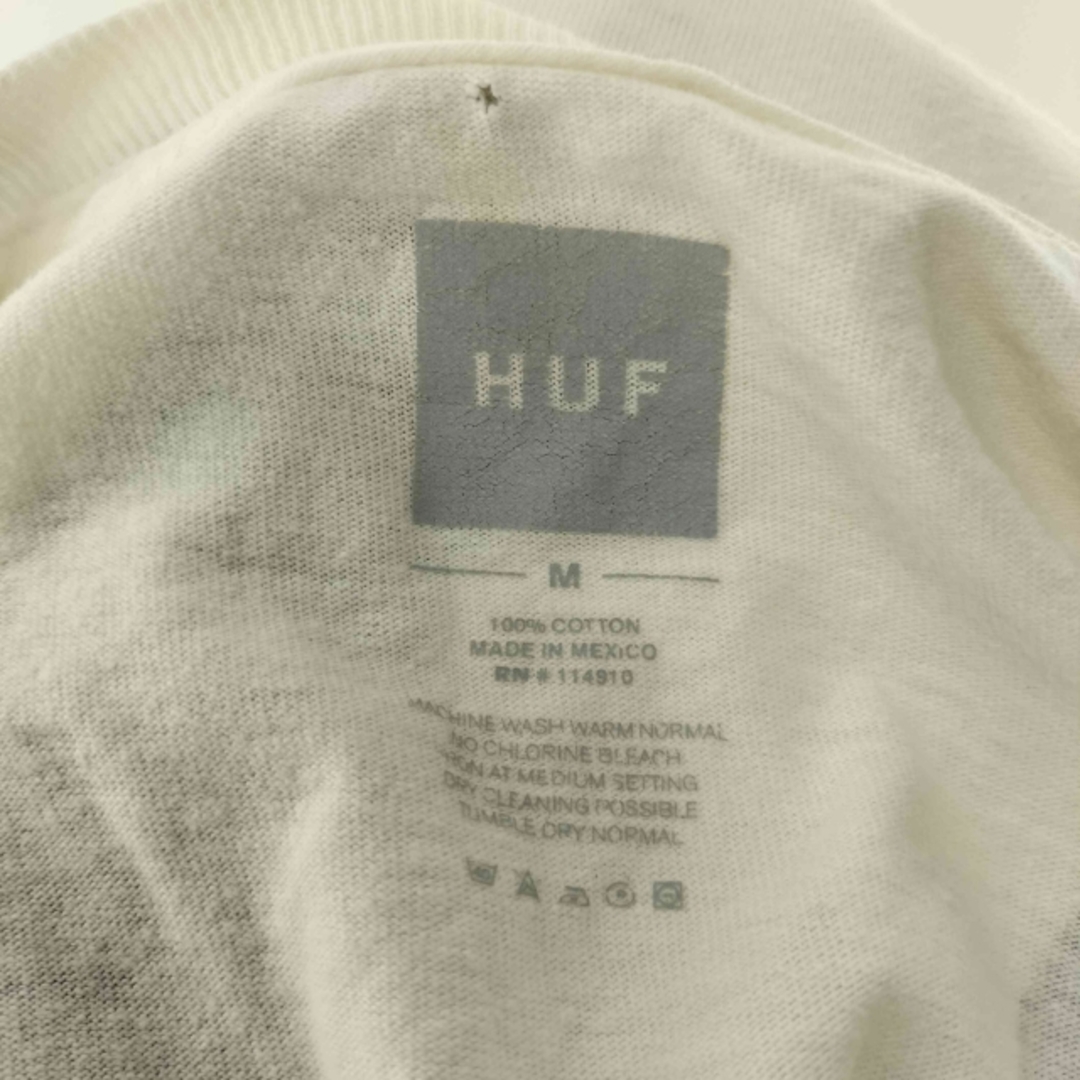 HUF
M
100% COTTON
MADE IN MEXICO
RN # 114910
MACHINE WASH WARM NORMAL
NO CHLORINE BLEACH
IRON AT MEDIUM SETTING
DRY CLEANING POSSIBLE
TUMBLE DRY NORMAL